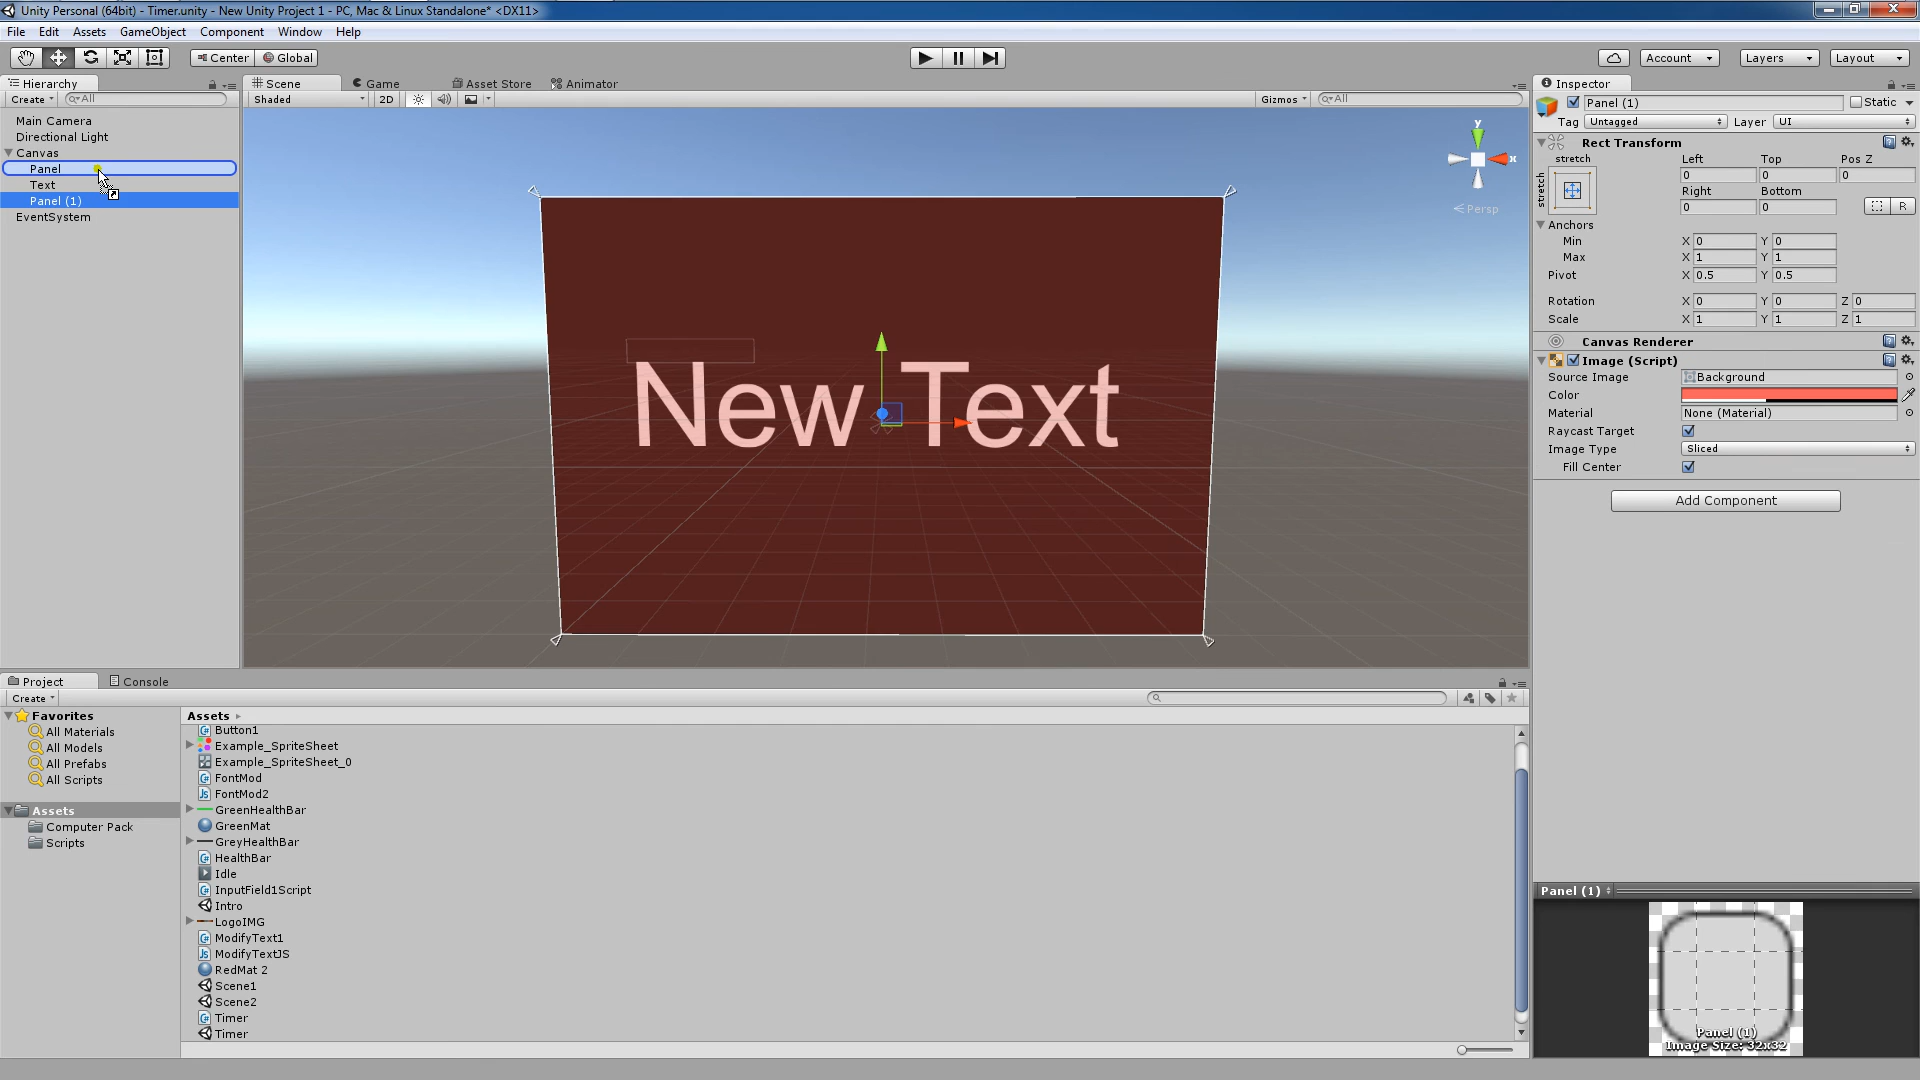 Unity Personal (64bit) - Timer.unity - New Unity Project 1 - PC, Mac & Linux Standalone* <DX11>
File Edit Assets GameObject Component Window Help
Center Global Account Layers Layout
Hierarchy
Create All
Main Camera
Directional Light
Canvas
Panel
Text
Panel (1)
EventSystem
Scene Game Asset Store Animator
Shaded 2D Gizmos All
y
x
Persp
New Text
Inspector
Panel (1) Static
Tag Untagged Layer UI
Rect Transform
stretch
stretch
Left Top Pos Z
0 0 0
Right Bottom
0 0 R
Anchors
Min X 0 Y 0
Max X 1 Y 1
Pivot X 0.5 Y 0.5
Rotation X 0 Y 0 Z 0
Scale X 1 Y 1 Z 1
Canvas Renderer
Image (Script)
Source Image Background
Color
Material None (Material)
Raycast Target
Image Type Sliced
Fill Center
Add Component
Panel (1)
Panel (1)
Image Size: 32x32
Project Console
Create
Favorites
All Materials
All Models
All Prefabs
All Scripts
Assets
Computer Pack
Scripts
Assets
Button1
Example_SpriteSheet
Example_SpriteSheet_0
FontMod
FontMod2
GreenHealthBar
GreenMat
GreyHealthBar
HealthBar
Idle
InputField1Script
Intro
LogoIMG
ModifyText1
ModifyTextJS
RedMat 2
Scene1
Scene2
Timer
Timer